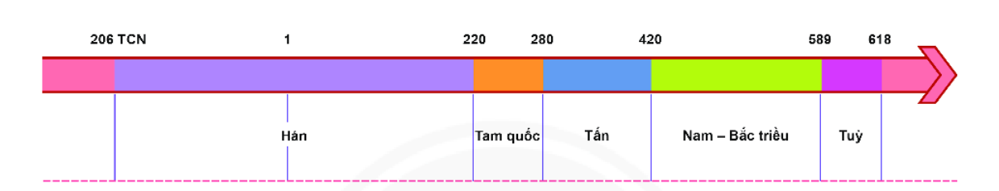 206 TCN 1 220 280 420 589 618
Hán Tam quốc Tấn Nam – Bắc triều Tuỳ